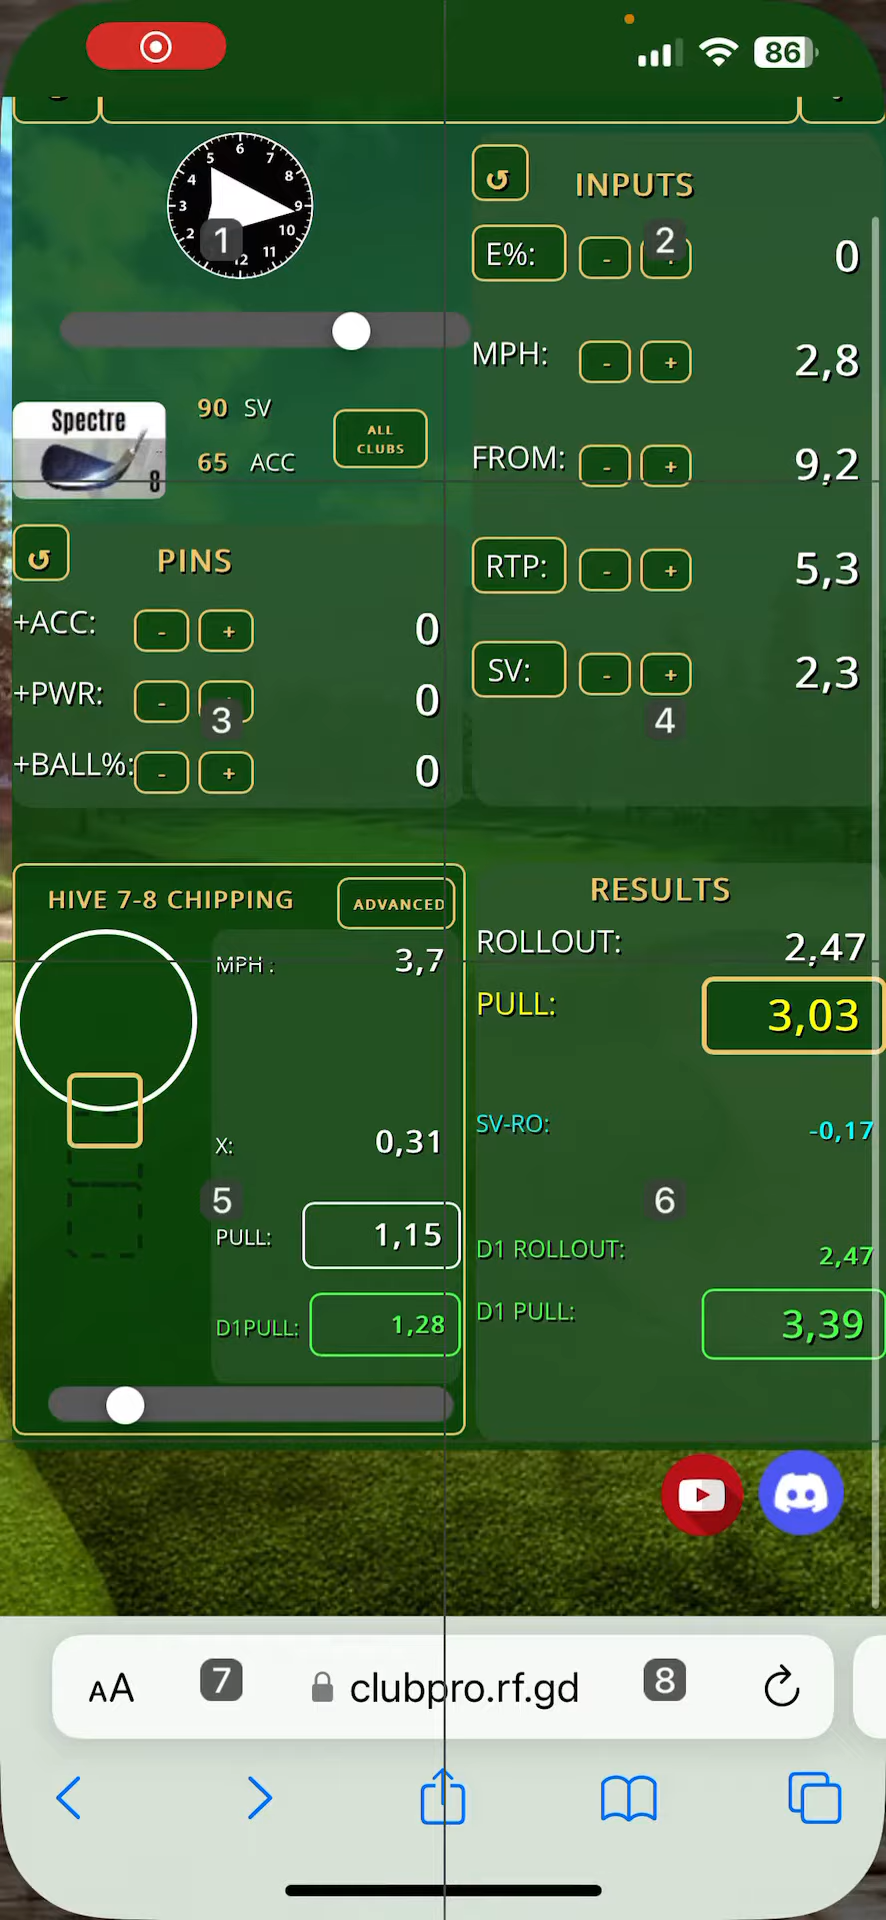 86
6
5
7
4
8
3
9
2
10
1
11
12
90 SV
65 ACC
ALL
CLUBS
Spectre
8
INPUTS
2
E%: - 0
MPH: - + 2,8
FROM: - + 9,2
RTP: - + 5,3
SV: - + 2,3
4
PINS
+ACC: - + 0
+PWR: - 0
3
+BALL%: - + 0
HIVE 7-8 CHIPPING
ADVANCED
MPH : 3,7
X: 0,31
5
PULL: 1,15
D1PULL: 1,28
RESULTS
ROLLOUT: 2,47
PULL: 3,03
SV-RO: -0,17
6
D1 ROLLOUT: 2,47
D1 PULL: 3,39
AA 7 clubpro.rf.gd 8